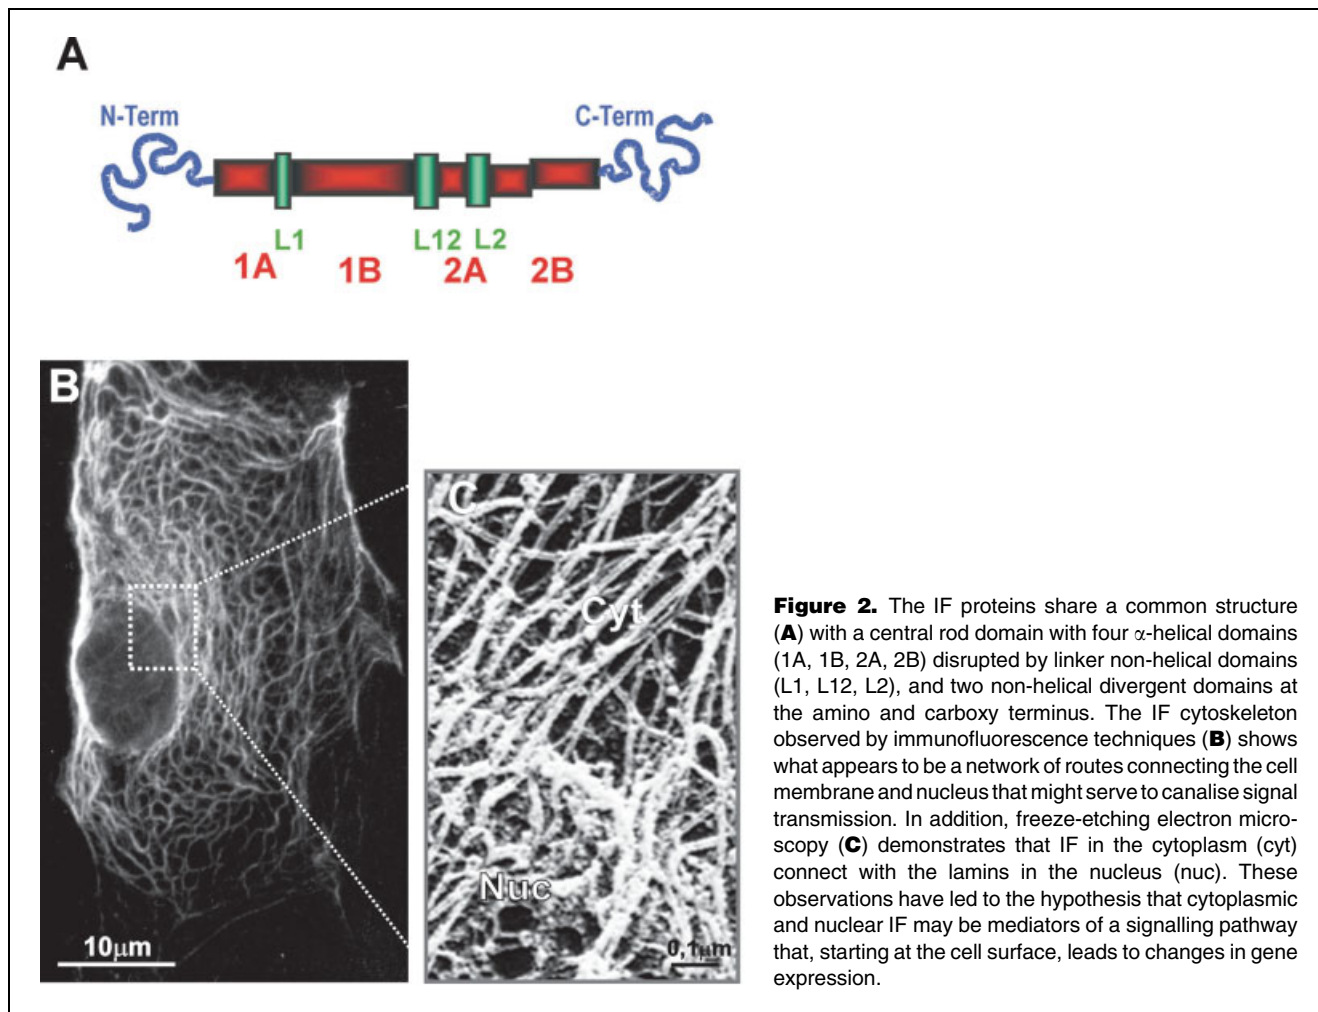 A
N-Term
C-Term
L1
L12
L2
1A
1B
2A
2B
B
10μm
C
Cyt
Nuc
0,1μm
Figure 2. The IF proteins share a common structure
(A) with a central rod domain with four α-helical domains
(1A, 1B, 2A, 2B) disrupted by linker non-helical domains
(L1, L12, L2), and two non-helical divergent domains at
the amino and carboxy terminus. The IF cytoskeleton
observed by immunofluorescence techniques (B) shows
what appears to be a network of routes connecting the cell
membrane and nucleus that might serve to canalise signal
transmission. In addition, freeze-etching electron micro-
scopy (C) demonstrates that IF in the cytoplasm (cyt)
connect with the lamins in the nucleus (nuc). These
observations have led to the hypothesis that cytoplasmic
and nuclear IF may be mediators of a signalling pathway
that, starting at the cell surface, leads to changes in gene
expression.